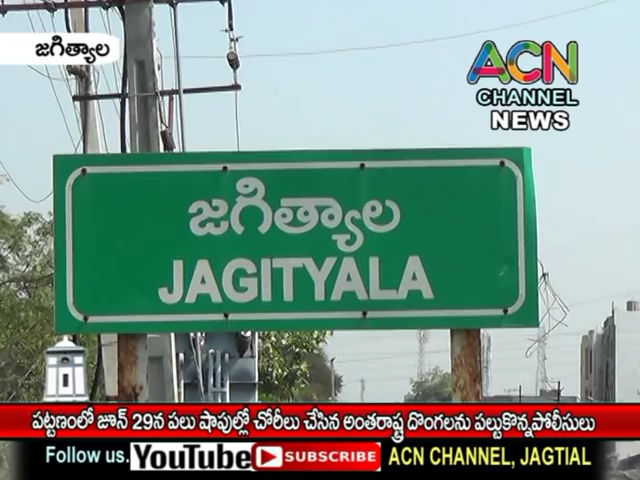 జగిత్యాల
ACN
CHANNEL
NEWS
జగిత్యాల
JAGITYALA
పట్టణంలో జూన్ 29న పలు షాపుల్లో చోరీలు చేసిన అంతరాష్ట్ర దొంగలను పట్టుకొన్నపోలీసులు
Follow us. YouTube SUBSCRIBE ACN CHANNEL, JAGTIAL